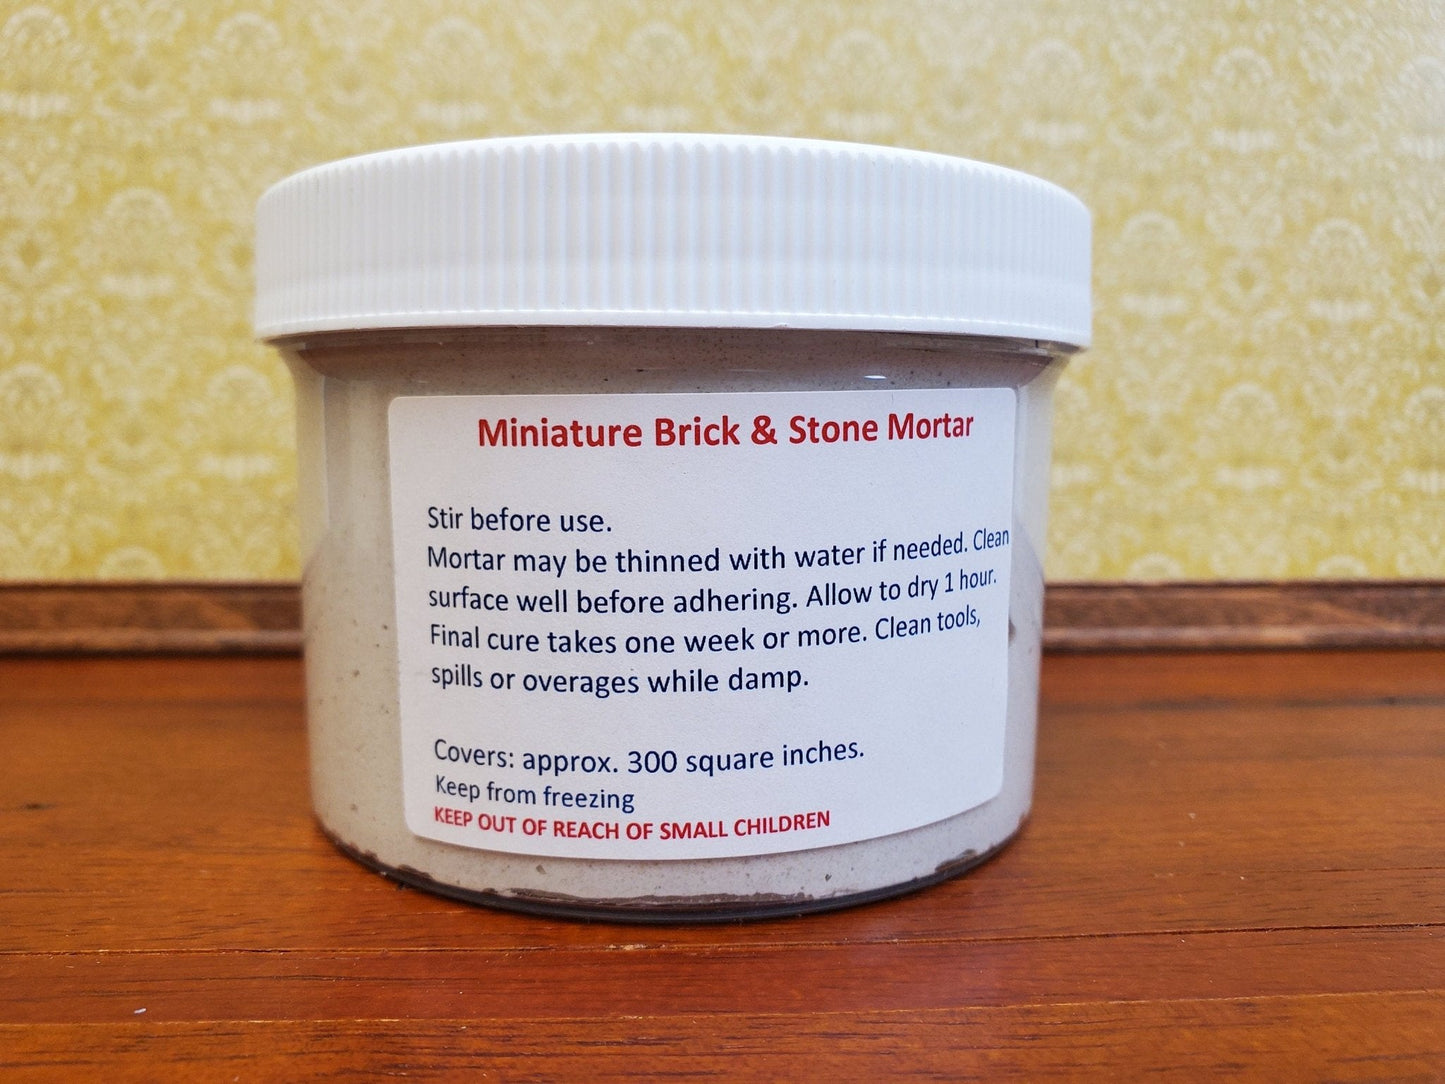 Miniature Brick & Stone Mortar
Stir before use.
Mortar may be thinned with water if needed. Clean
surface well before adhering. Allow to dry 1 hour.
Final cure takes one week or more. Clean tools,
spills or overages while damp.
Covers: approx. 300 square inches.
Keep from freezing
KEEP OUT OF REACH OF SMALL CHILDREN